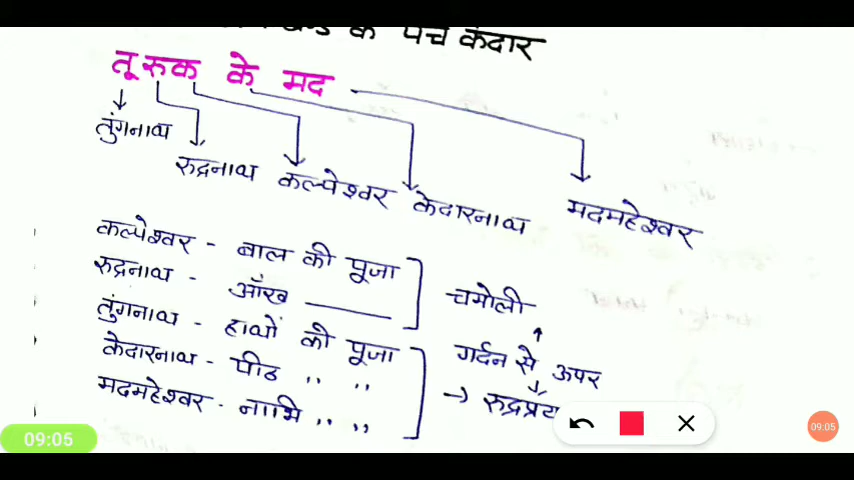 के पंच केदार
तू रु क के मद
तुंगनाथ
रुद्रनाथ कल्पेश्वर केदारनाथ मदमहेश्वर
कल्पेश्वर - बाल की पूजा
रुद्रनाथ - आँख
चमोली
तुंगनाथ - हाथों की पूजा
गर्दन से ऊपर
केदारनाथ - पीठ " "
→ रुद्रप्रय
मदमहेश्वर - नाभि " "
09:05
09:05